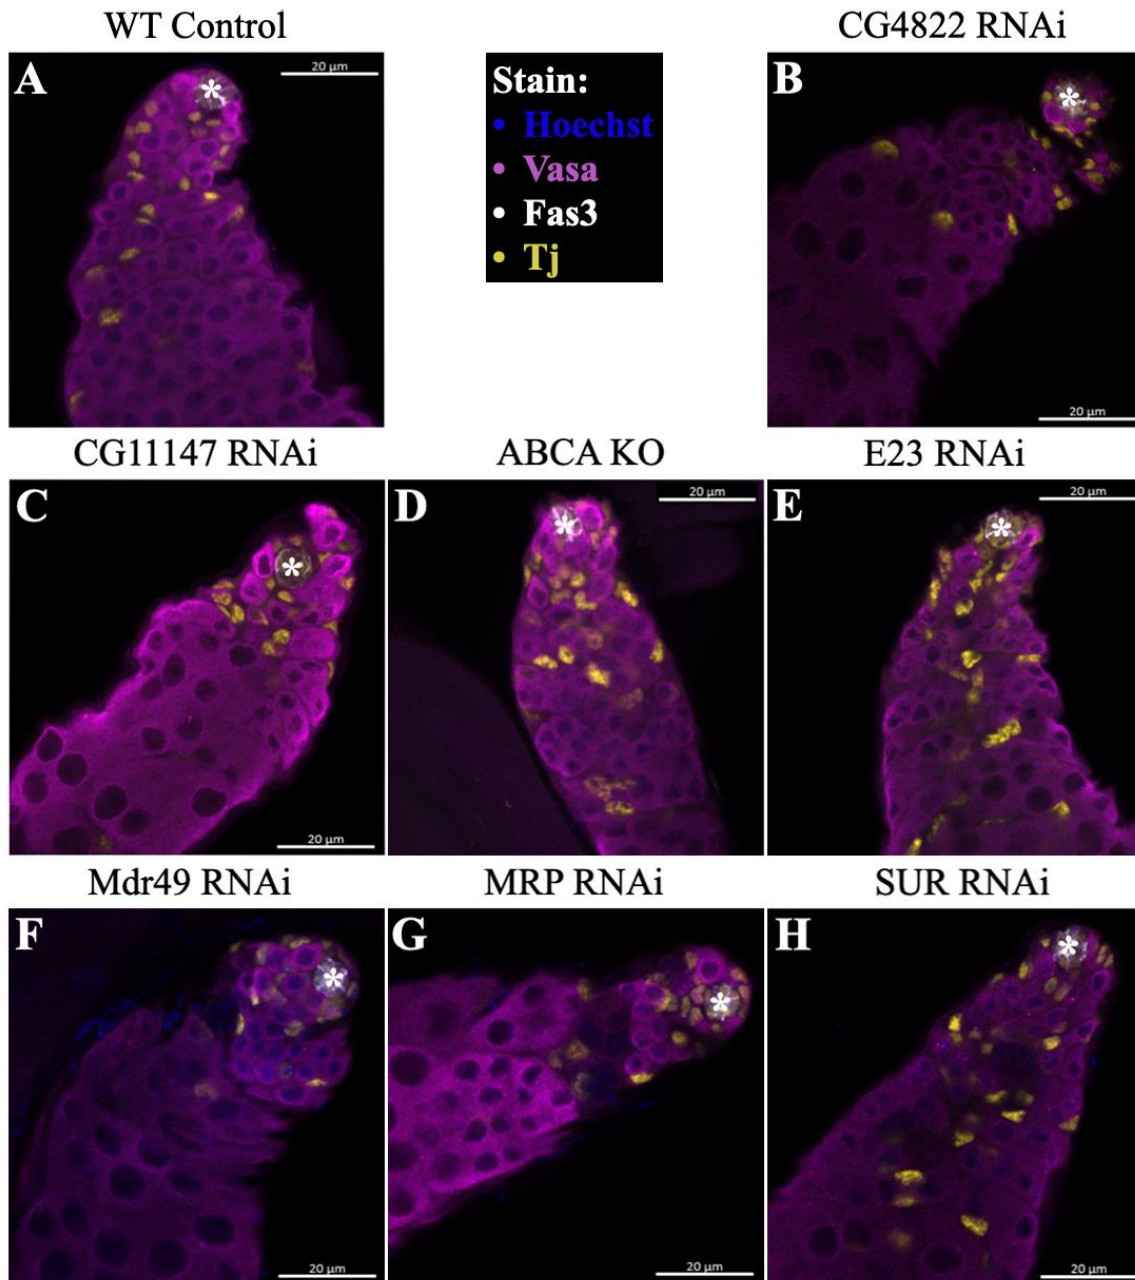 WT Control
CG4822 RNAi
A
20 µm
*
Stain:
• Hoechst
• Vasa
• Fas3
• Tj
B
*
20 µm
CG11147 RNAi
ABCA KO
E23 RNAi
C
*
20 µm
D
20 µm
*
E
20 µm
*
Mdr49 RNAi
MRP RNAi
SUR RNAi
F
*
20 µm
G
*
20 µm
H
*
20 µm